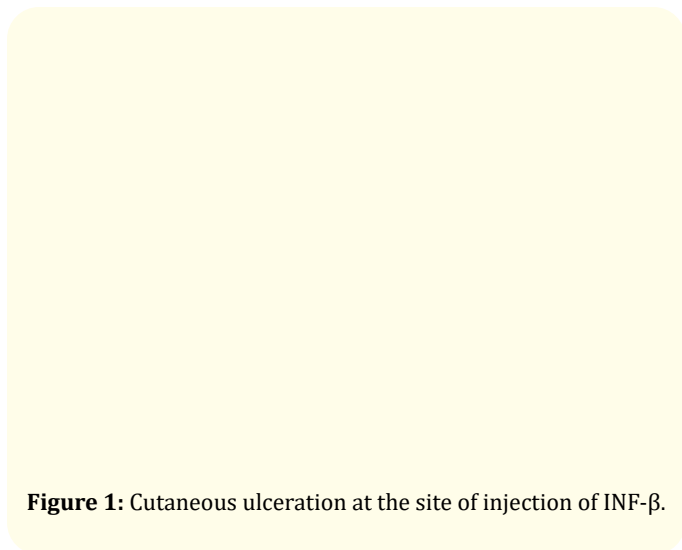 Figure 1: Cutaneous ulceration at the site of injection of INF-β.